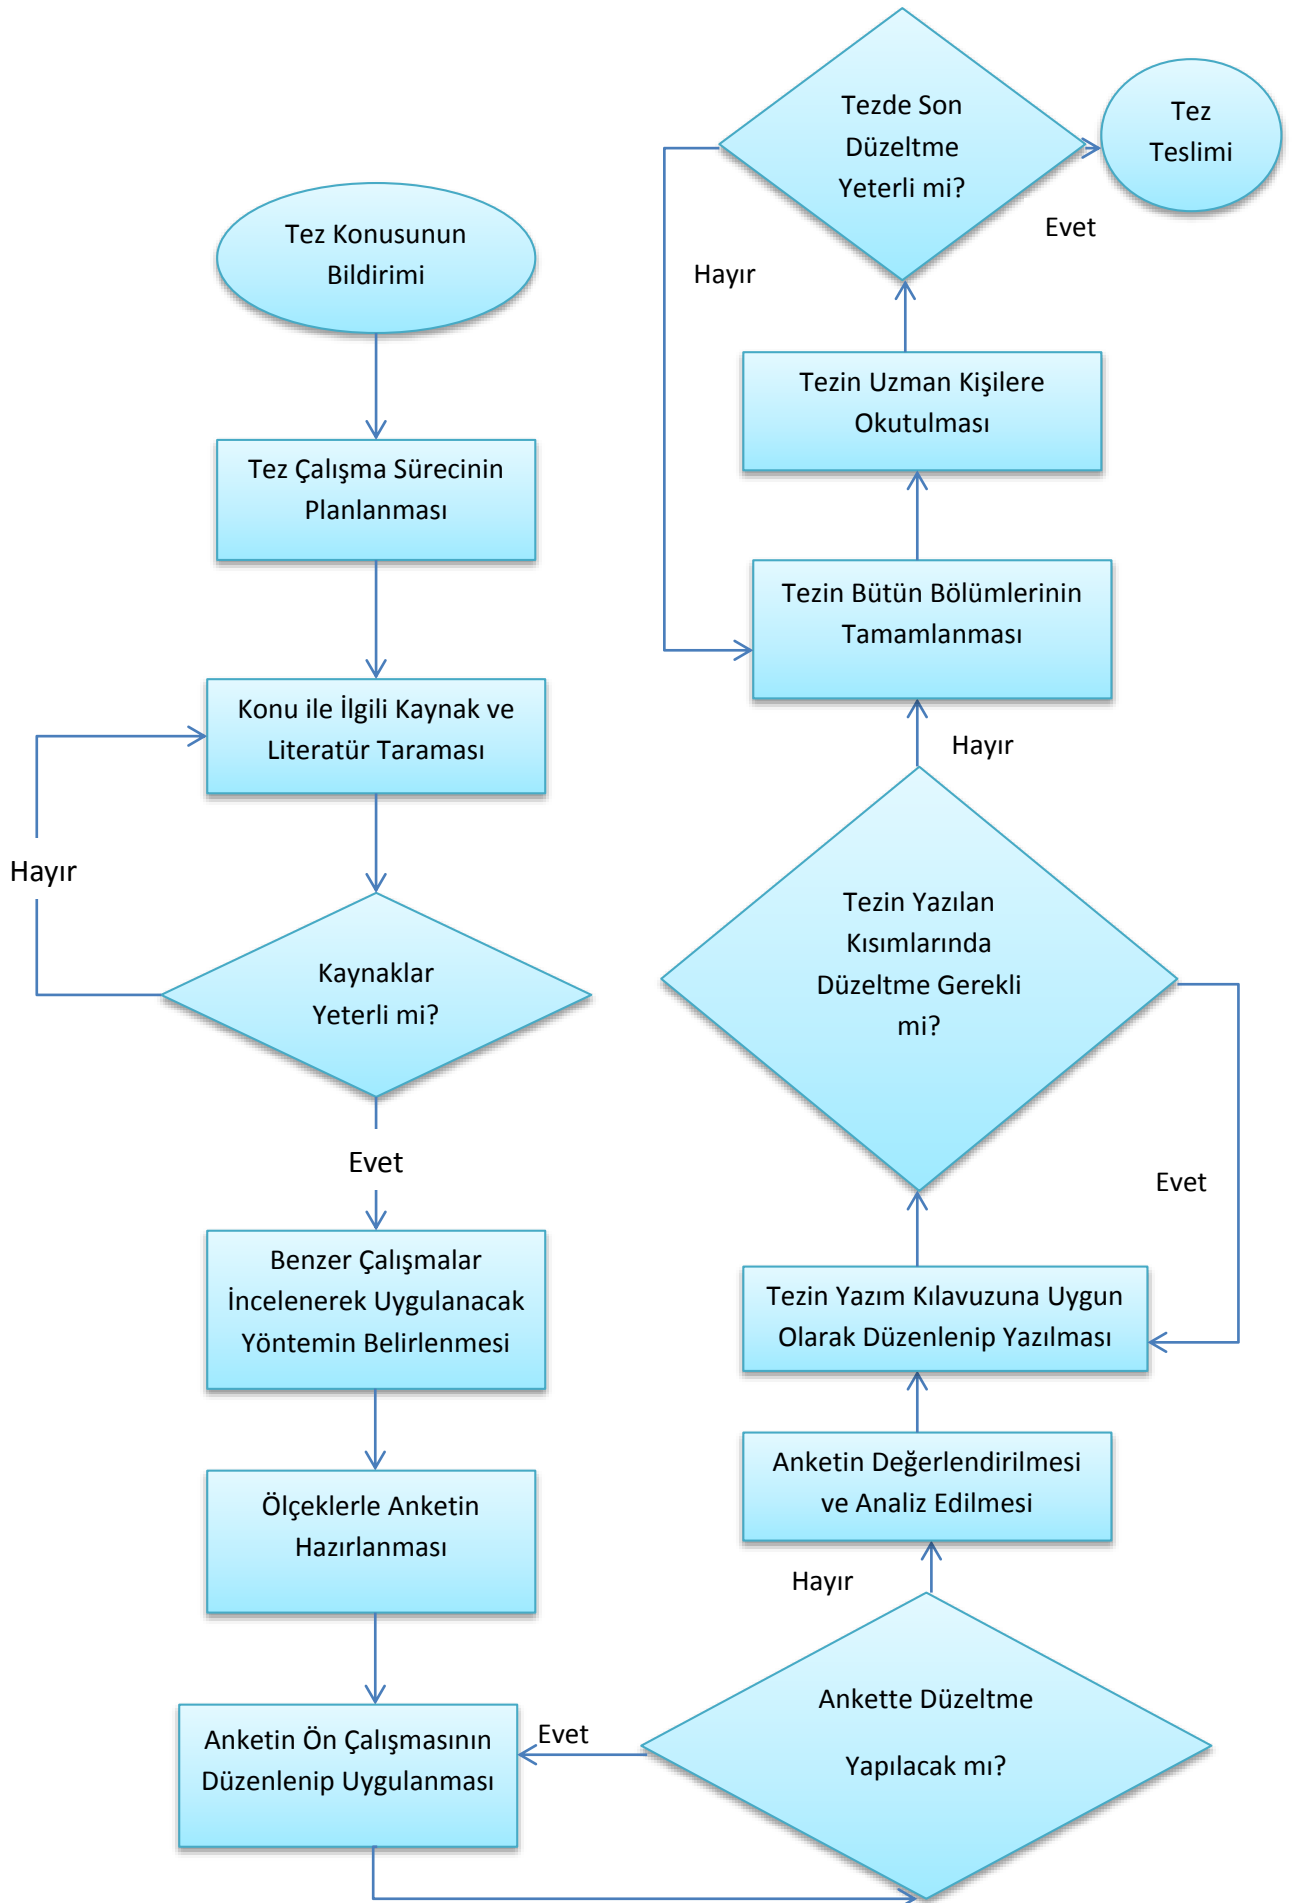 Tez Konusunun
Bildirimi
Tez Çalışma Sürecinin
Planlanması
Konu ile İlgili Kaynak ve
Literatür Taraması
Hayır
Kaynaklar
Yeterli mi?
Evet
Benzer Çalışmalar
İncelenerek Uygulanacak
Yöntemin Belirlenmesi
Ölçeklerle Anketin
Hazırlanması
Anketin Ön Çalışmasının
Düzenlenip Uygulanması
Evet
Ankette Düzeltme
Yapılacak mı?
Hayır
Anketin Değerlendirilmesi
ve Analiz Edilmesi
Tezin Yazım Kılavuzuna Uygun
Olarak Düzenlenip Yazılması
Evet
Tezin Yazılan
Kısımlarında
Düzeltme Gerekli
mi?
Hayır
Tezin Bütün Bölümlerinin
Tamamlanması
Tezin Uzman Kişilere
Okutulması
Hayır
Tezde Son
Düzeltme
Yeterli mi?
Evet
Tez
Teslimi